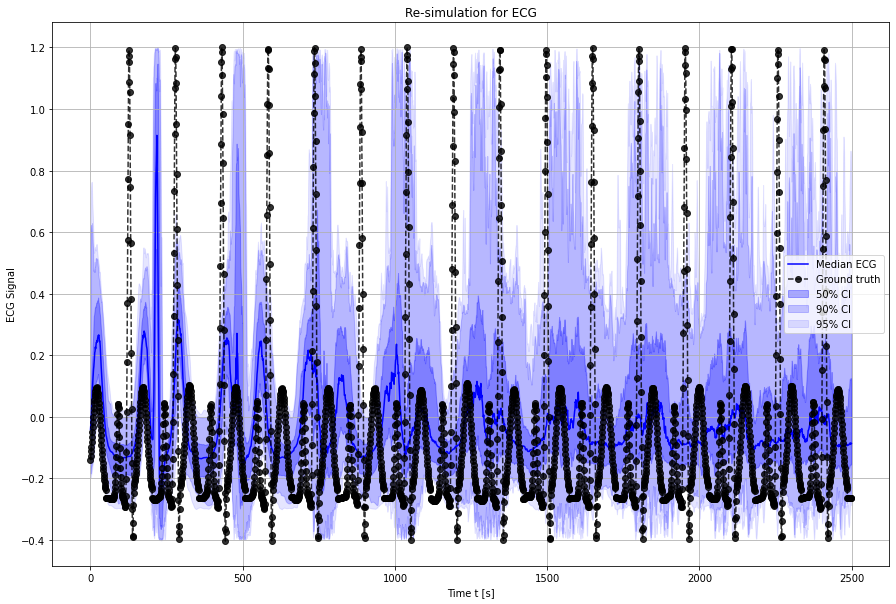 Re-simulation for ECG
ECG Signal
1.2
1.0
0.8
0.6
0.4
0.2
0.0
−0.2
−0.4
Median ECG
Ground truth
50% CI
90% CI
95% CI
0
500
1000
1500
2000
2500
Time t [s]